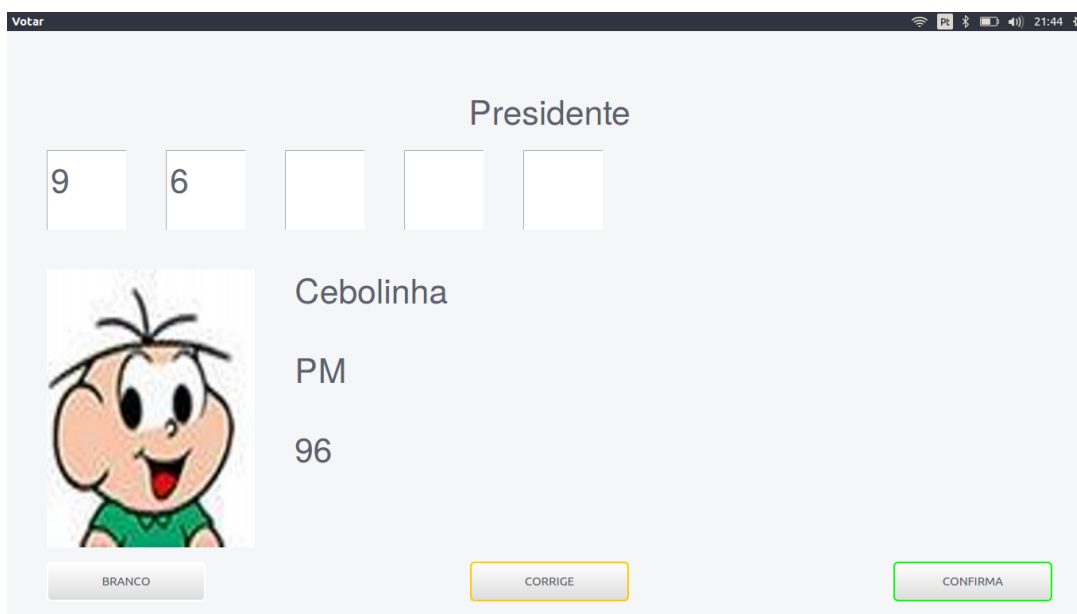 Votar Pt 21:44
Presidente
9 6
Cebolinha
PM
96
BRANCO CORRIGE CONFIRMA